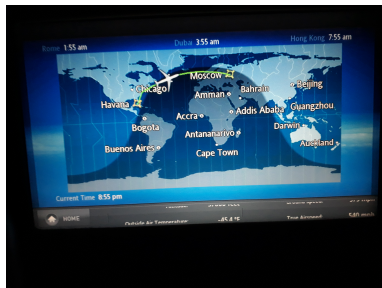 Rome 1:55 am
Dubai 3:55 am
Hong Kong 7:55 am
Moscow
Chicago
Beijing
Amman
Bahrain
Havana
Guangzhou
Accra
Addis Ababa
Bogota
Darwin
Antananarivo
Buenos Aires
Auckland
Cape Town
Current Time 8:55 pm
HOME
Outside Air Temperature -45.4 °F
True Airspeed 540 mph